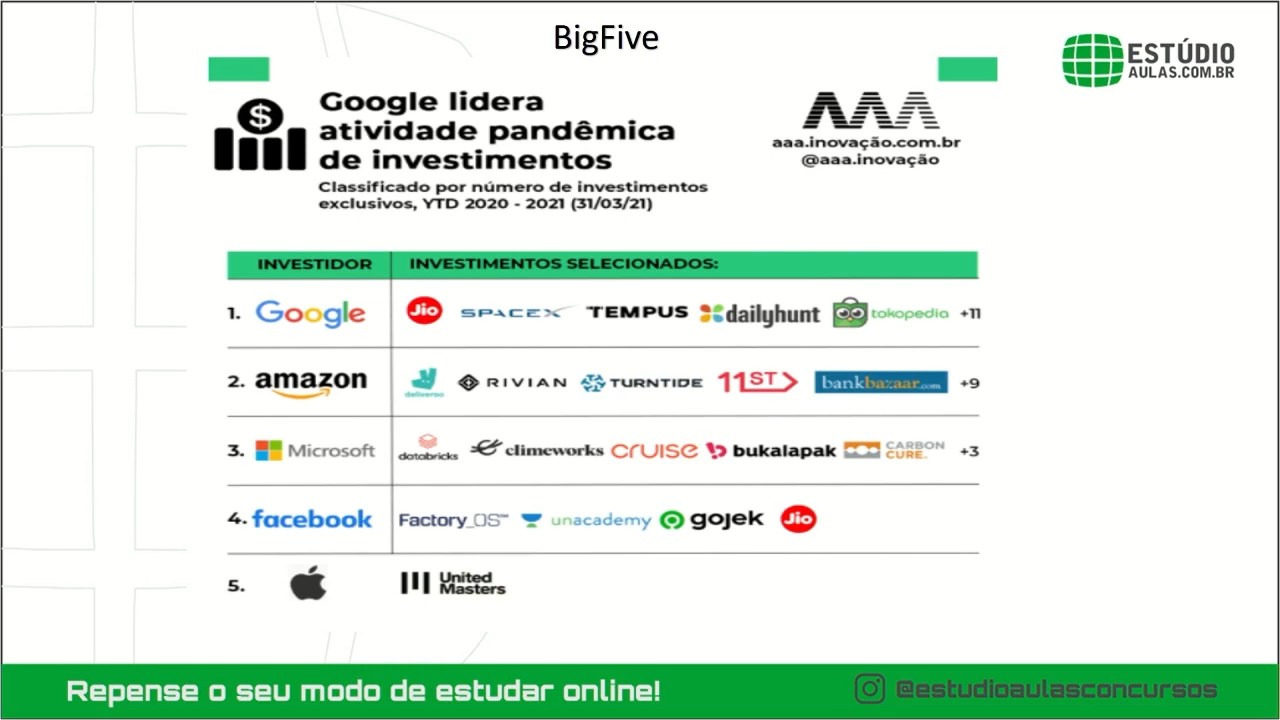 BigFive
ESTÚDIO
AULAS.COM.BR
Google lidera
atividade pandêmica
de investimentos
Classificado por número de investimentos
exclusivos, YTD 2020 - 2021 (31/03/21)
$
AAA
aaa.inovação.com.br
@aaa.inovação
INVESTIDOR INVESTIMENTOS SELECIONADOS:
1. Google Jio SPACEX TEMPUS dailyhunt tokopedia +11
2. amazon deliveroo RIVIAN TURNTIDE 11ST bankbazaar.com +9
3. Microsoft databricks climeworks CRUISE bukalapak CARBON CURE. +3
4. facebook Factory_OS™ unacademy gojek Jio
5. United Masters
Repense o seu modo de estudar online!
@estudioaulasconcursos